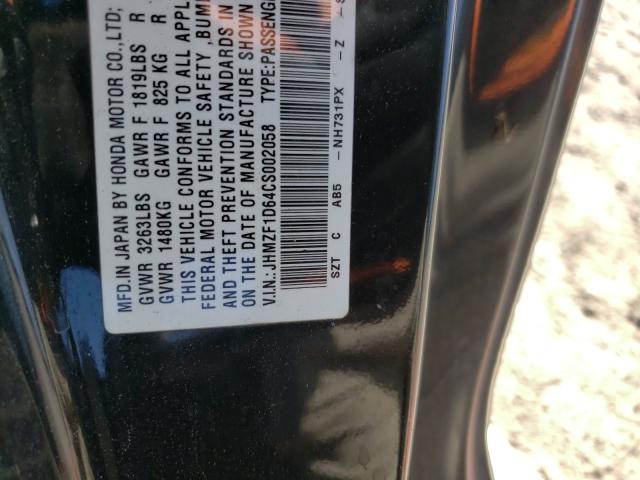 MFD.IN JAPAN BY HONDA MOTOR CO.,LTD;
GVWR 3263LBS GAWR F 1819LBS R
GVWR 1480KG GAWR F 825 KG R
THIS VEHICLE CONFORMS TO ALL APPL
FEDERAL MOTOR VEHICLE SAFETY ,BUM
AND THEFT PREVENTION STANDARDS IN
ON THE DATE OF MANUFACTURE SHOWN
V.I.N.: JHMZF1D64CS002058 TYPE:PASSENG
SZT C AB5 -NH731PX -Z -S